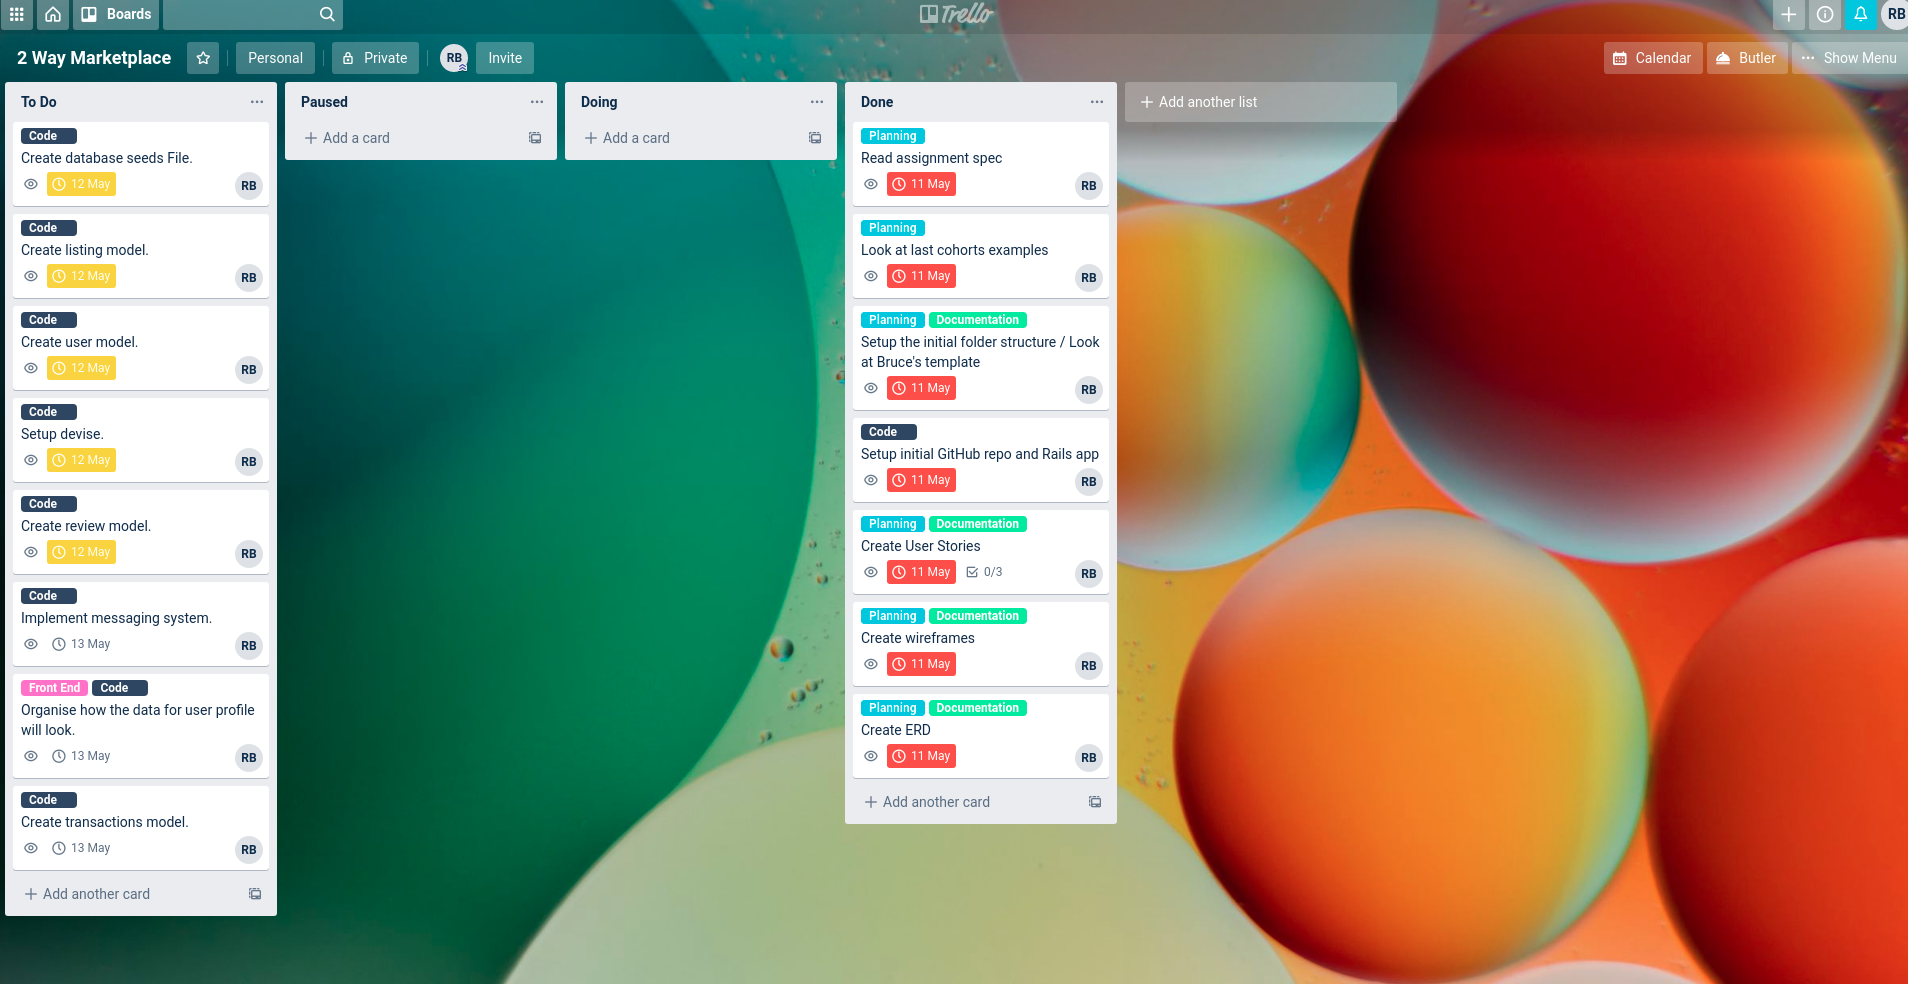 Boards
Trello
RB
2 Way Marketplace
Personal
Private
RB
Invite
Calendar
Butler
Show Menu
To Do
Code
Create database seeds File.
12 May
RB
Code
Create listing model.
12 May
RB
Code
Create user model.
12 May
RB
Code
Setup devise.
12 May
RB
Code
Create review model.
12 May
RB
Code
Implement messaging system.
13 May
RB
Front End Code
Organise how the data for user profile
will look.
13 May
RB
Code
Create transactions model.
13 May
RB
Add another card
Paused
Add a card
Doing
Add a card
Done
Planning
Read assignment spec
11 May
RB
Planning
Look at last cohorts examples
11 May
RB
Planning Documentation
Setup the initial folder structure / Look
at Bruce's template
11 May
RB
Code
Setup initial GitHub repo and Rails app
11 May
RB
Planning Documentation
Create User Stories
11 May 0/3
RB
Planning Documentation
Create wireframes
11 May
RB
Planning Documentation
Create ERD
11 May
RB
Add another card
Add another list